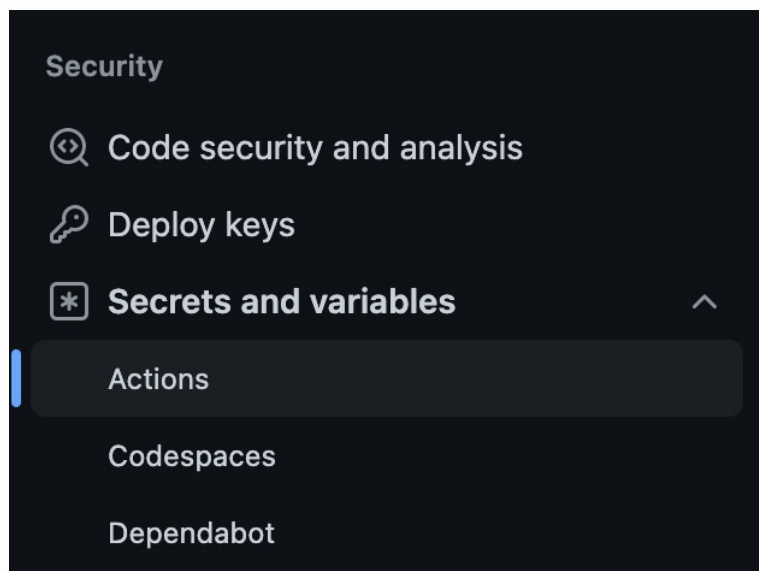 Security
Code security and analysis
Deploy keys
Secrets and variables
Actions
Codespaces
Dependabot